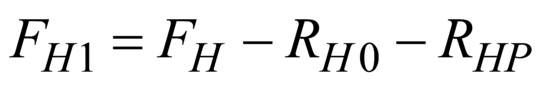 F_{H1} = F_H − R_{H0} − R_{HP}